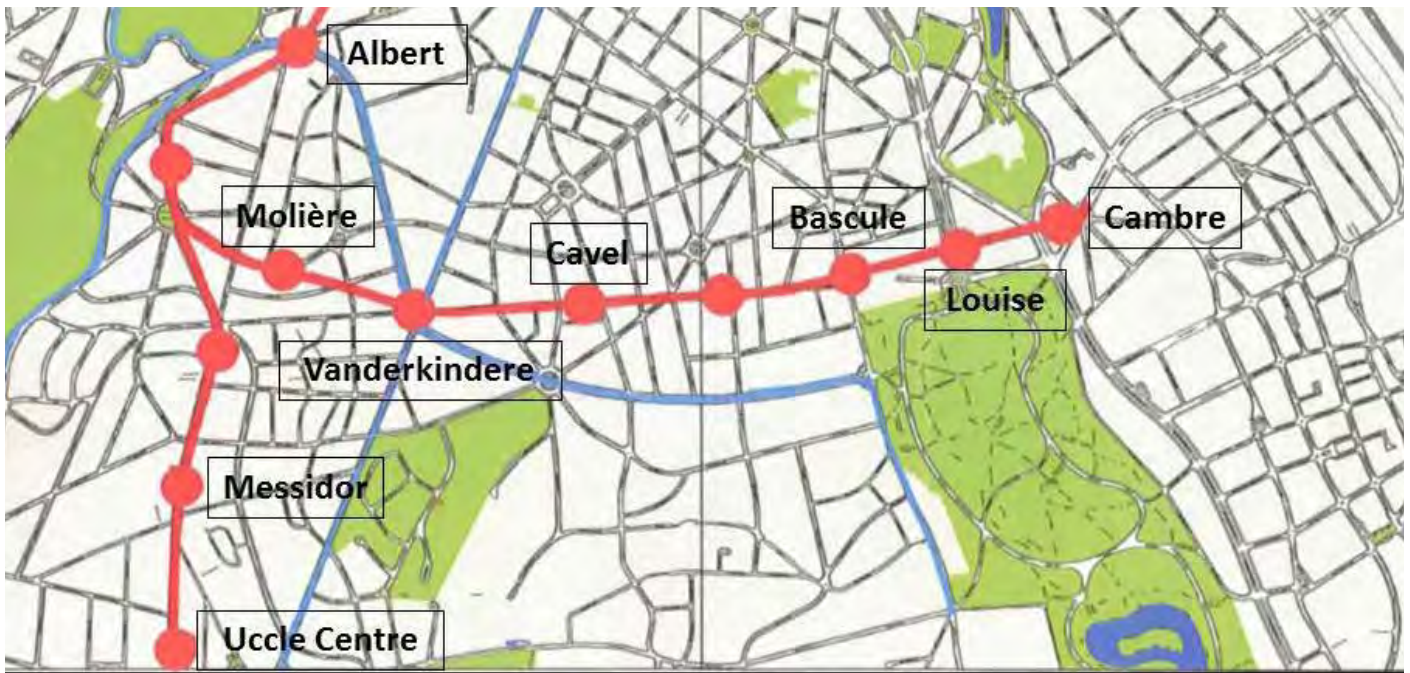 Albert
Molière
Bascule
Cambre
Cavel
Louise
Vanderkindere
Messidor
Uccle Centre